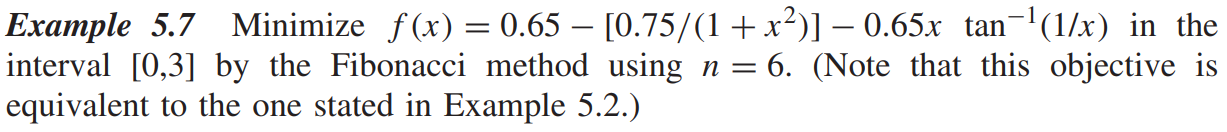 Example 5.7 Minimize f(x) = 0.65 − [0.75/(1 + x²)] − 0.65x tan⁻¹(1/x) in the
interval [0,3] by the Fibonacci method using n = 6. (Note that this objective is
equivalent to the one stated in Example 5.2.)